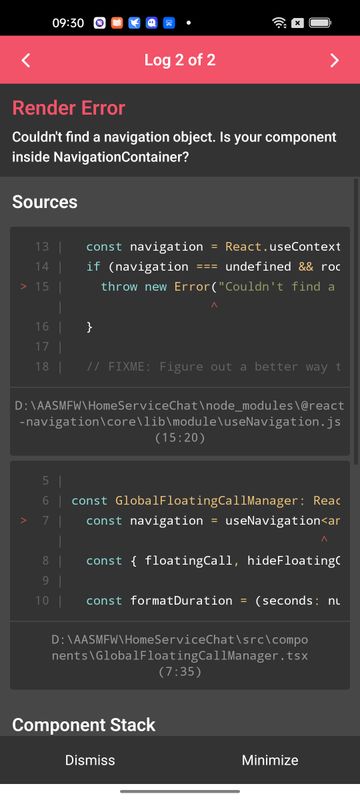 09:30
Log 2 of 2
Render Error
Couldn't find a navigation object. Is your component
inside NavigationContainer?
Sources
13 |   const navigation = React.useContext
14 |   if (navigation === undefined && roo
> 15 |     throw new Error("Couldn't find a
|                    ^
16 |   }
17 |
18 |   // FIXME: Figure out a better way t
D:\AASMFW\HomeServiceChat\node_modules\@react
-navigation\core\lib\module\useNavigation.js
(15:20)
5 |
6 | const GlobalFloatingCallManager: Reac
> 7 |   const navigation = useNavigation<an
|                                   ^
8 |   const { floatingCall, hideFloatingC
9 |
10 |   const formatDuration = (seconds: nu
D:\AASMFW\HomeServiceChat\src\compo
nents\GlobalFloatingCallManager.tsx
(7:35)
Component Stack
Dismiss
Minimize